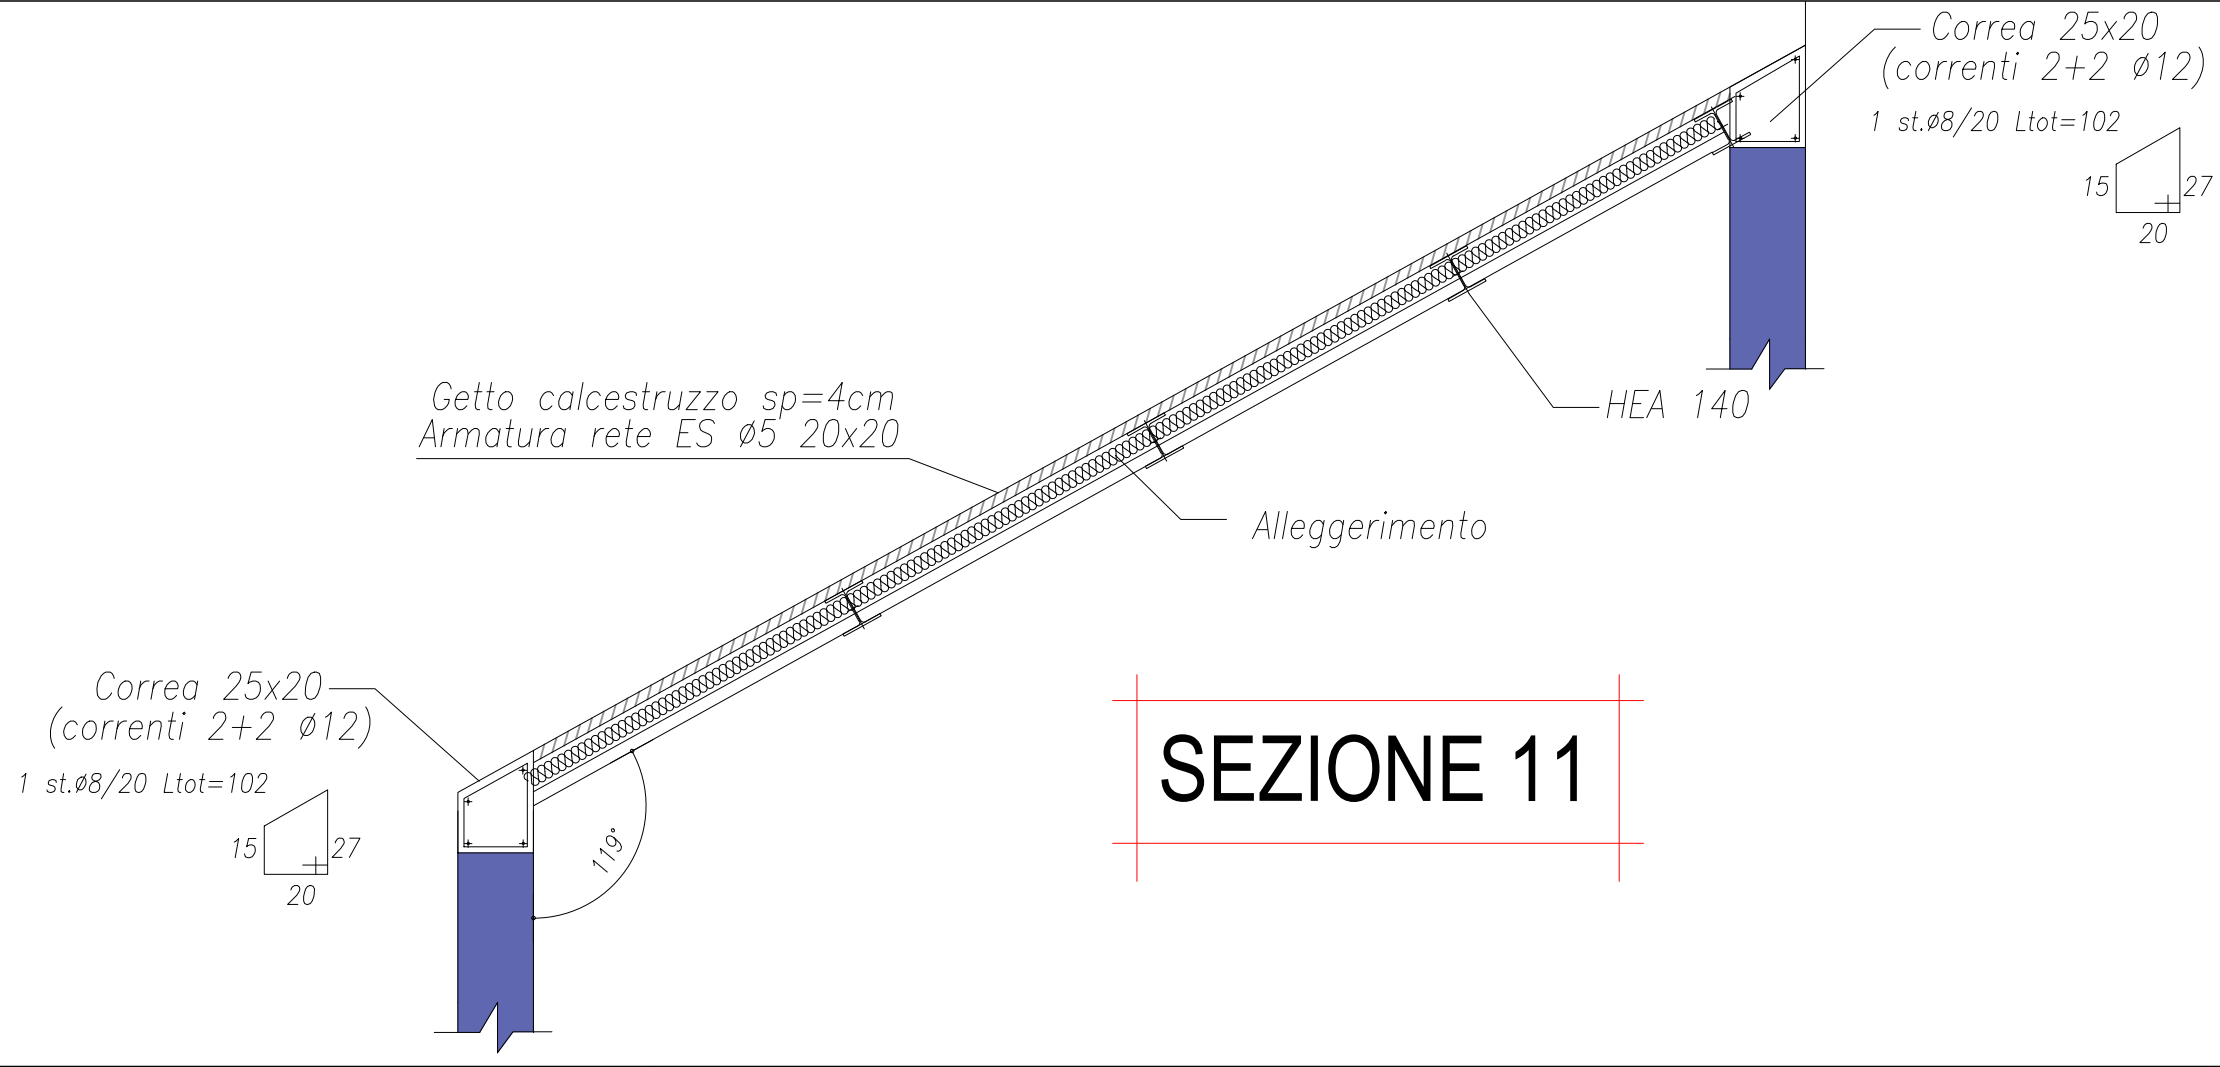 Correa 25x20
(correnti 2+2 ø12)
1 st.ø8/20 Ltot=102
15
27
20
Getto calcestruzzo sp=4cm
Armatura rete ES ø5 20x20
HEA 140
Alleggerimento
Correa 25x20
(correnti 2+2 ø12)
1 st.ø8/20 Ltot=102
15
27
20
119°
SEZIONE 11